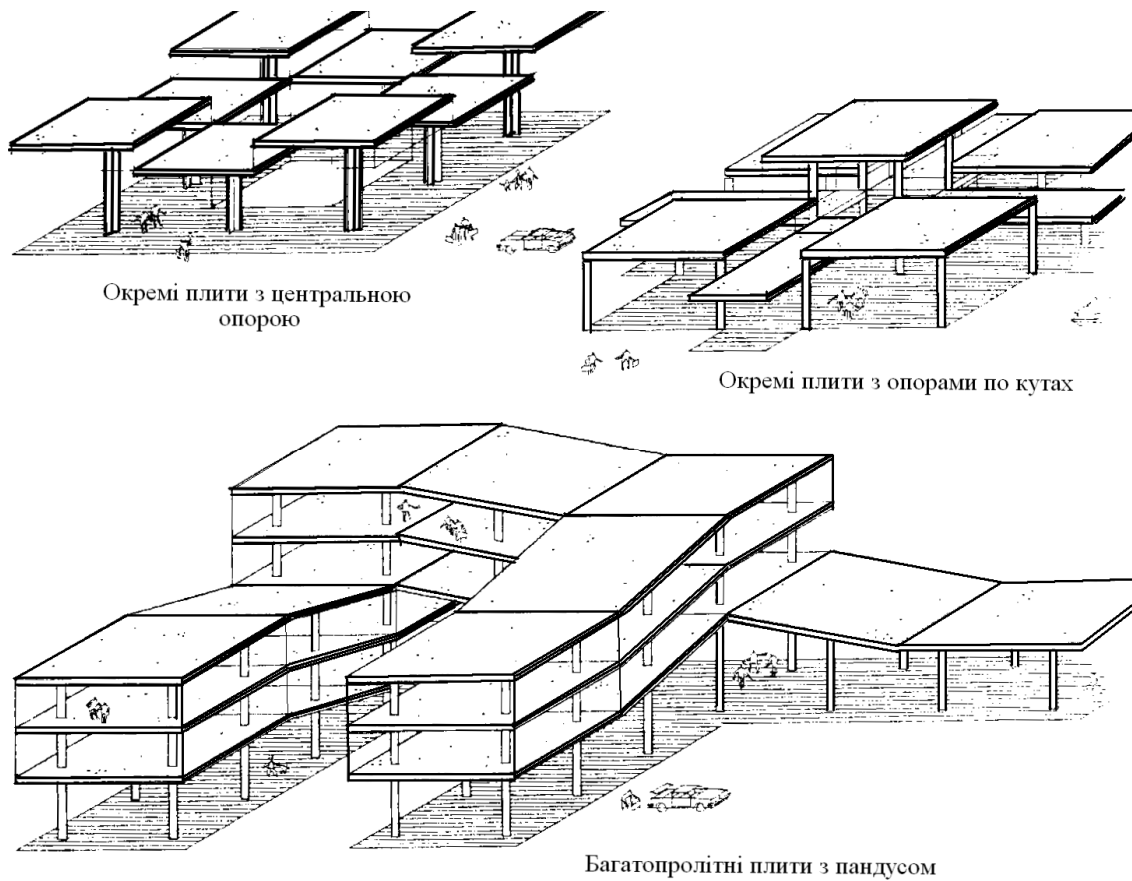 Окремі плити з центральною
опорою
Окремі плити з опорами по кутах
Багатопролітні плити з пандусом